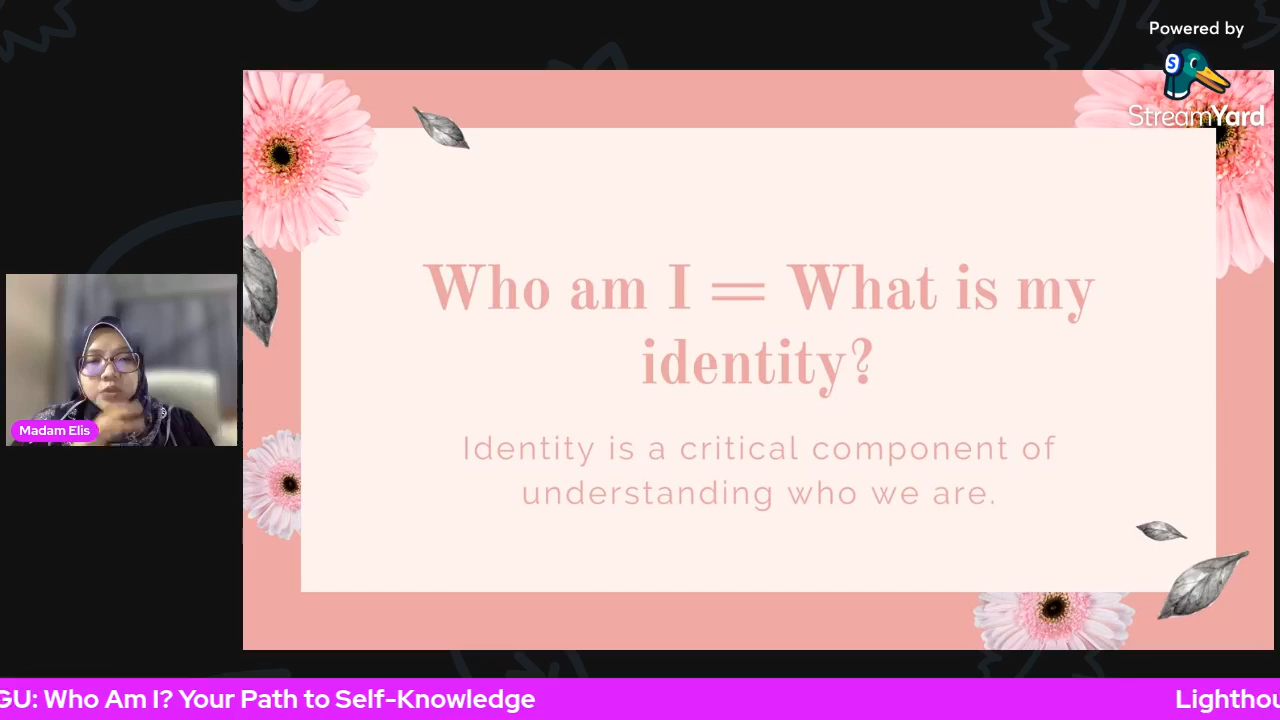 Powered by
StreamYard
Who am I = What is my
identity?
Identity is a critical component of
understanding who we are.
Madam Elis
GU: Who Am I? Your Path to Self-Knowledge
Lighthou